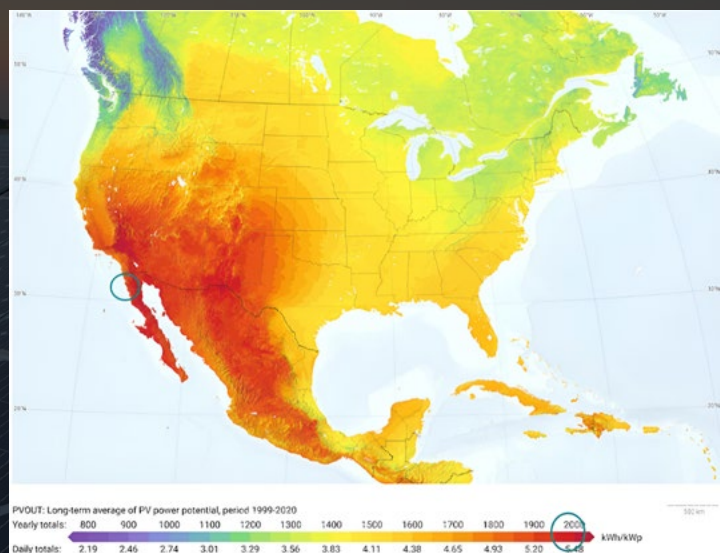 PVOUT: Long-term average of PV power potential, period 1999-2020
Yearly totals: 800 900 1000 1100 1200 1300 1400 1500 1600 1700 1800 1900 2000 kWh/kWp
Daily totals: 2.19 2.46 2.74 3.01 3.29 3.56 3.83 4.11 4.38 4.65 4.93 5.20 5.48